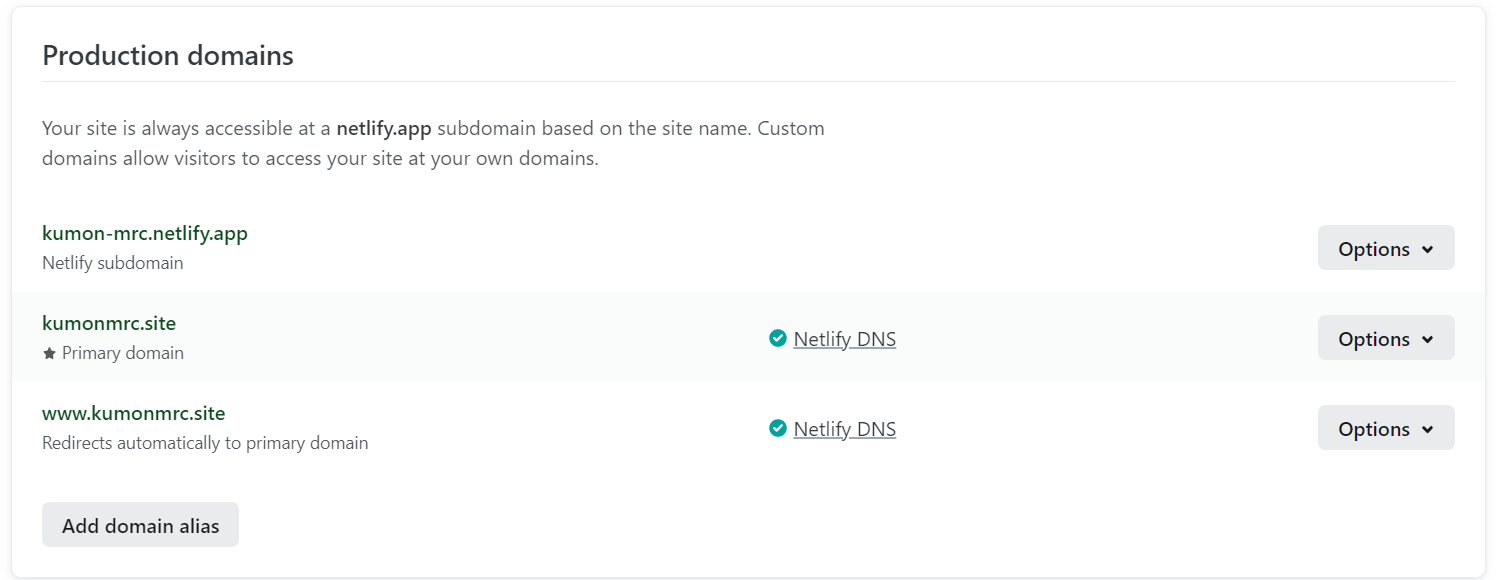 Production domains
Your site is always accessible at a netlify.app subdomain based on the site name. Custom
domains allow visitors to access your site at your own domains.
kumon-mrc.netlify.app
Netlify subdomain
Options
kumonmrc.site
Primary domain
Netlify DNS
Options
www.kumonmrc.site
Redirects automatically to primary domain
Netlify DNS
Options
Add domain alias